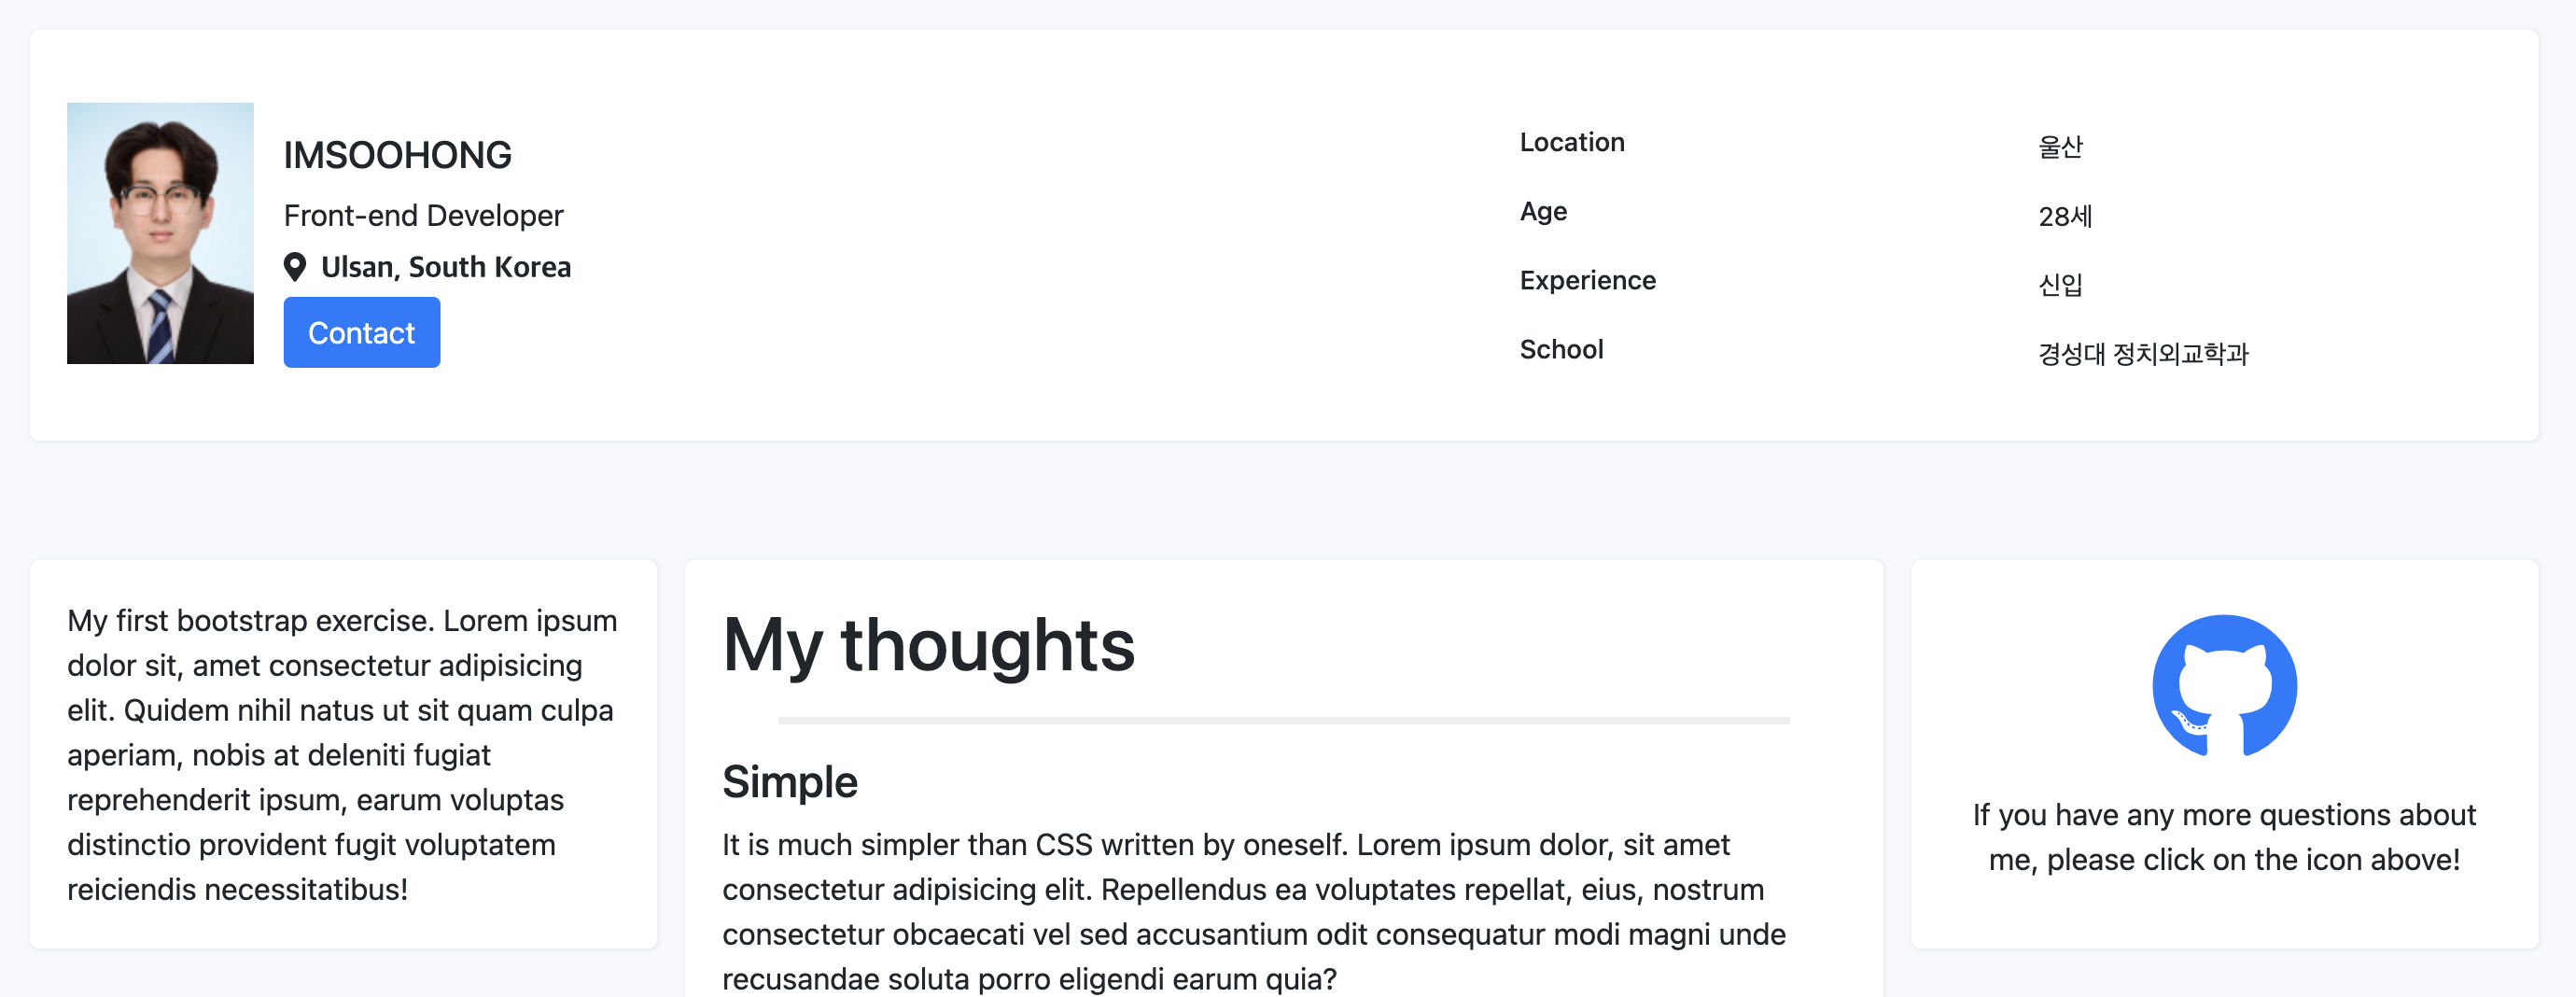 IMSOOHONG
Front-end Developer
Ulsan, South Korea
Contact
Location 울산
Age 28세
Experience 신입
School 경성대 정치외교학과
My first bootstrap exercise. Lorem ipsum
dolor sit, amet consectetur adipisicing
elit. Quidem nihil natus ut sit quam culpa
aperiam, nobis at deleniti fugiat
reprehenderit ipsum, earum voluptas
distinctio provident fugit voluptatem
reiciendis necessitatibus!
My thoughts
Simple
It is much simpler than CSS written by oneself. Lorem ipsum dolor, sit amet
consectetur adipisicing elit. Repellendus ea voluptates repellat, eius, nostrum
consectetur obcaecati vel sed accusantium odit consequatur modi magni unde
recusandae soluta porro eligendi earum quia?
If you have any more questions about
me, please click on the icon above!